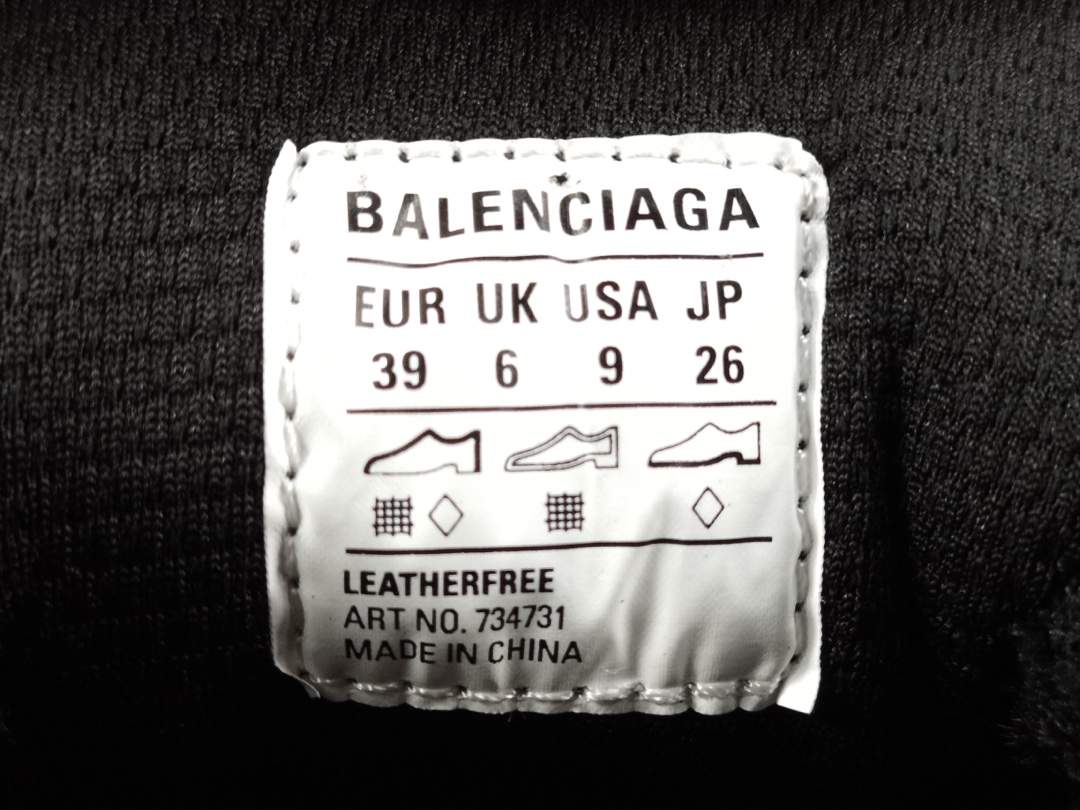 BALENCIAGA
EUR UK USA JP
39 6 9 26
LEATHERFREE
ART NO. 734731
MADE IN CHINA